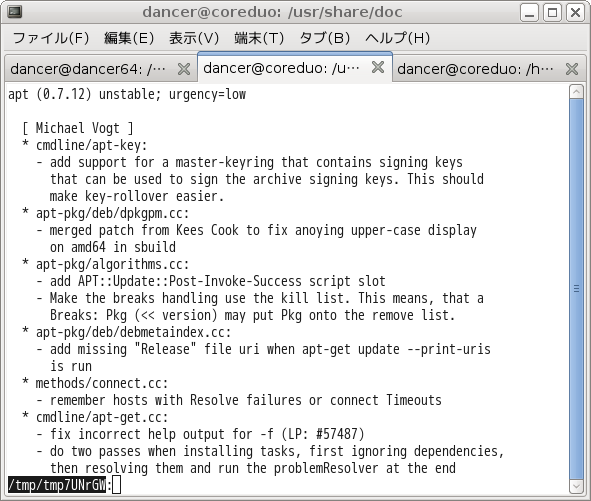 dancer@coreduo: /usr/share/doc
ファイル(F) 編集(E) 表示(V) 端末(T) タブ(B) ヘルプ(H)
dancer@dancer64: /··· dancer@coreduo: /u··· dancer@coreduo: /h···
apt (0.7.12) unstable; urgency=low
[ Michael Vogt ]
* cmdline/apt-key:
- add support for a master-keyring that contains signing keys
that can be used to sign the archive signing keys. This should
make key-rollover easier.
* apt-pkg/deb/dpkgpm.cc:
- merged patch from Kees Cook to fix anoying upper-case display
on amd64 in sbuild
* apt-pkg/algorithms.cc:
- add APT::Update::Post-Invoke-Success script slot
- Make the breaks handling use the kill list. This means, that a
Breaks: Pkg (<< version) may put Pkg onto the remove list.
* apt-pkg/deb/debmetaindex.cc:
- add missing "Release" file uri when apt-get update --print-uris
is run
* methods/connect.cc:
- remember hosts with Resolve failures or connect Timeouts
* cmdline/apt-get.cc:
- fix incorrect help output for -f (LP: #57487)
- do two passes when installing tasks, first ignoring dependencies,
then resolving them and run the problemResolver at the end
/tmp/tmp7UNrGW: